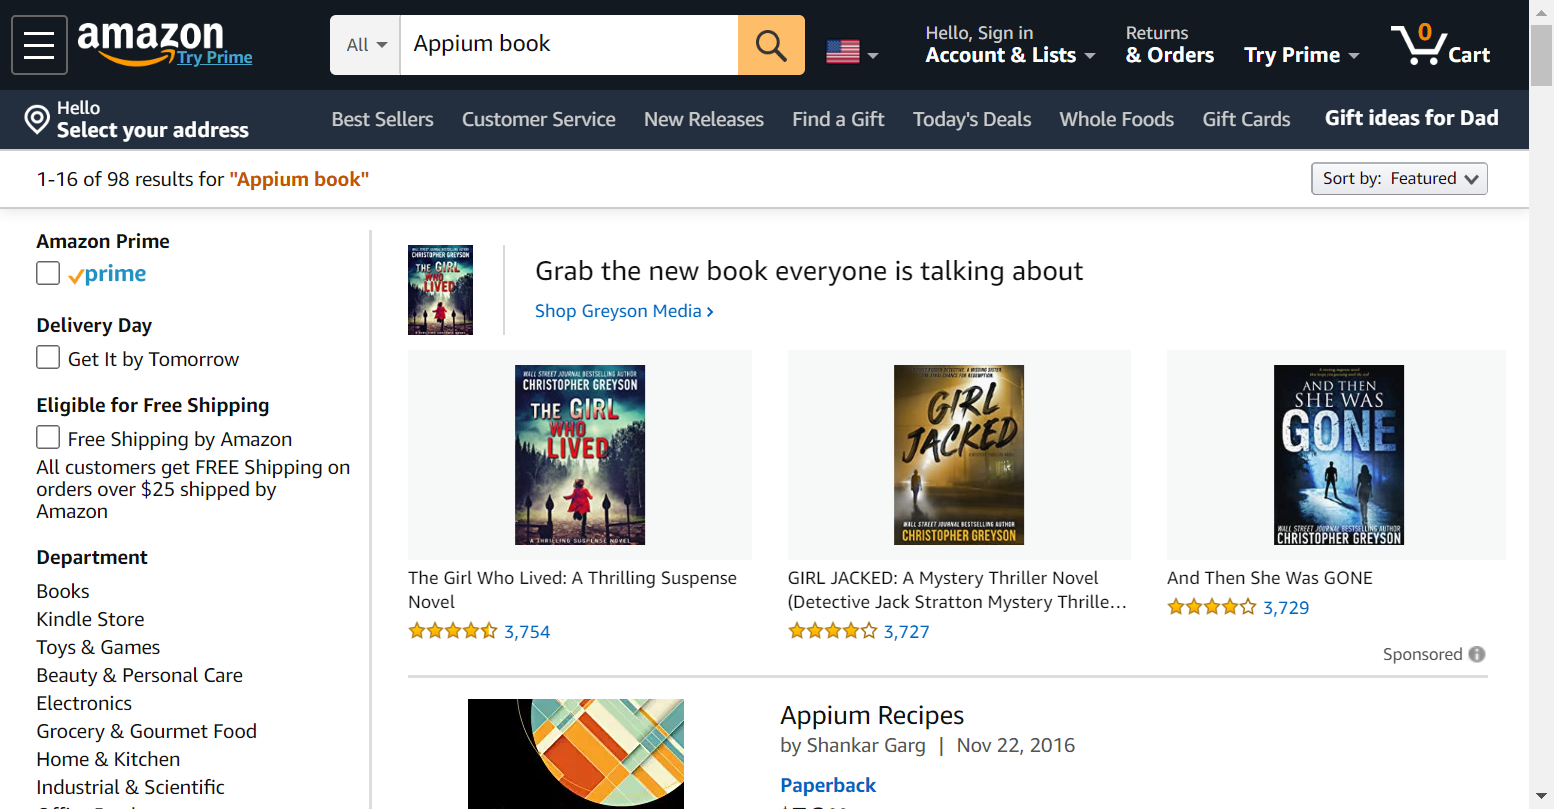 amazon
Try Prime
All
Appium book
Hello, Sign in
Account & Lists
Returns
& Orders
Try Prime
0
Cart
Hello
Select your address
Best Sellers
Customer Service
New Releases
Find a Gift
Today's Deals
Whole Foods
Gift Cards
Gift ideas for Dad
1-16 of 98 results for "Appium book"
Sort by: Featured
Amazon Prime
prime
Delivery Day
Get It by Tomorrow
Eligible for Free Shipping
Free Shipping by Amazon
All customers get FREE Shipping on
orders over $25 shipped by
Amazon
Department
Books
Kindle Store
Toys & Games
Beauty & Personal Care
Electronics
Grocery & Gourmet Food
Home & Kitchen
Industrial & Scientific
CHRISTOPHER GREYSON
THE GIRL
WHO
LIVED
Grab the new book everyone is talking about
Shop Greyson Media ›
WALL STREET JOURNAL BESTSELLING AUTHOR
CHRISTOPHER GREYSON
THE GIRL
WHO
LIVED
A THRILLING SUSPENSE NOVEL
The Girl Who Lived: A Thrilling Suspense
Novel
3,754
GIRL
JACKED
WALL STREET JOURNAL BESTSELLING AUTHOR
CHRISTOPHER GREYSON
GIRL JACKED: A Mystery Thriller Novel
(Detective Jack Stratton Mystery Thrille…
3,727
AND THEN
SHE WAS
GONE
WALL STREET JOURNAL BESTSELLING AUTHOR
CHRISTOPHER GREYSON
And Then She Was GONE
3,729
Sponsored
Appium Recipes
by Shankar Garg | Nov 22, 2016
Paperback